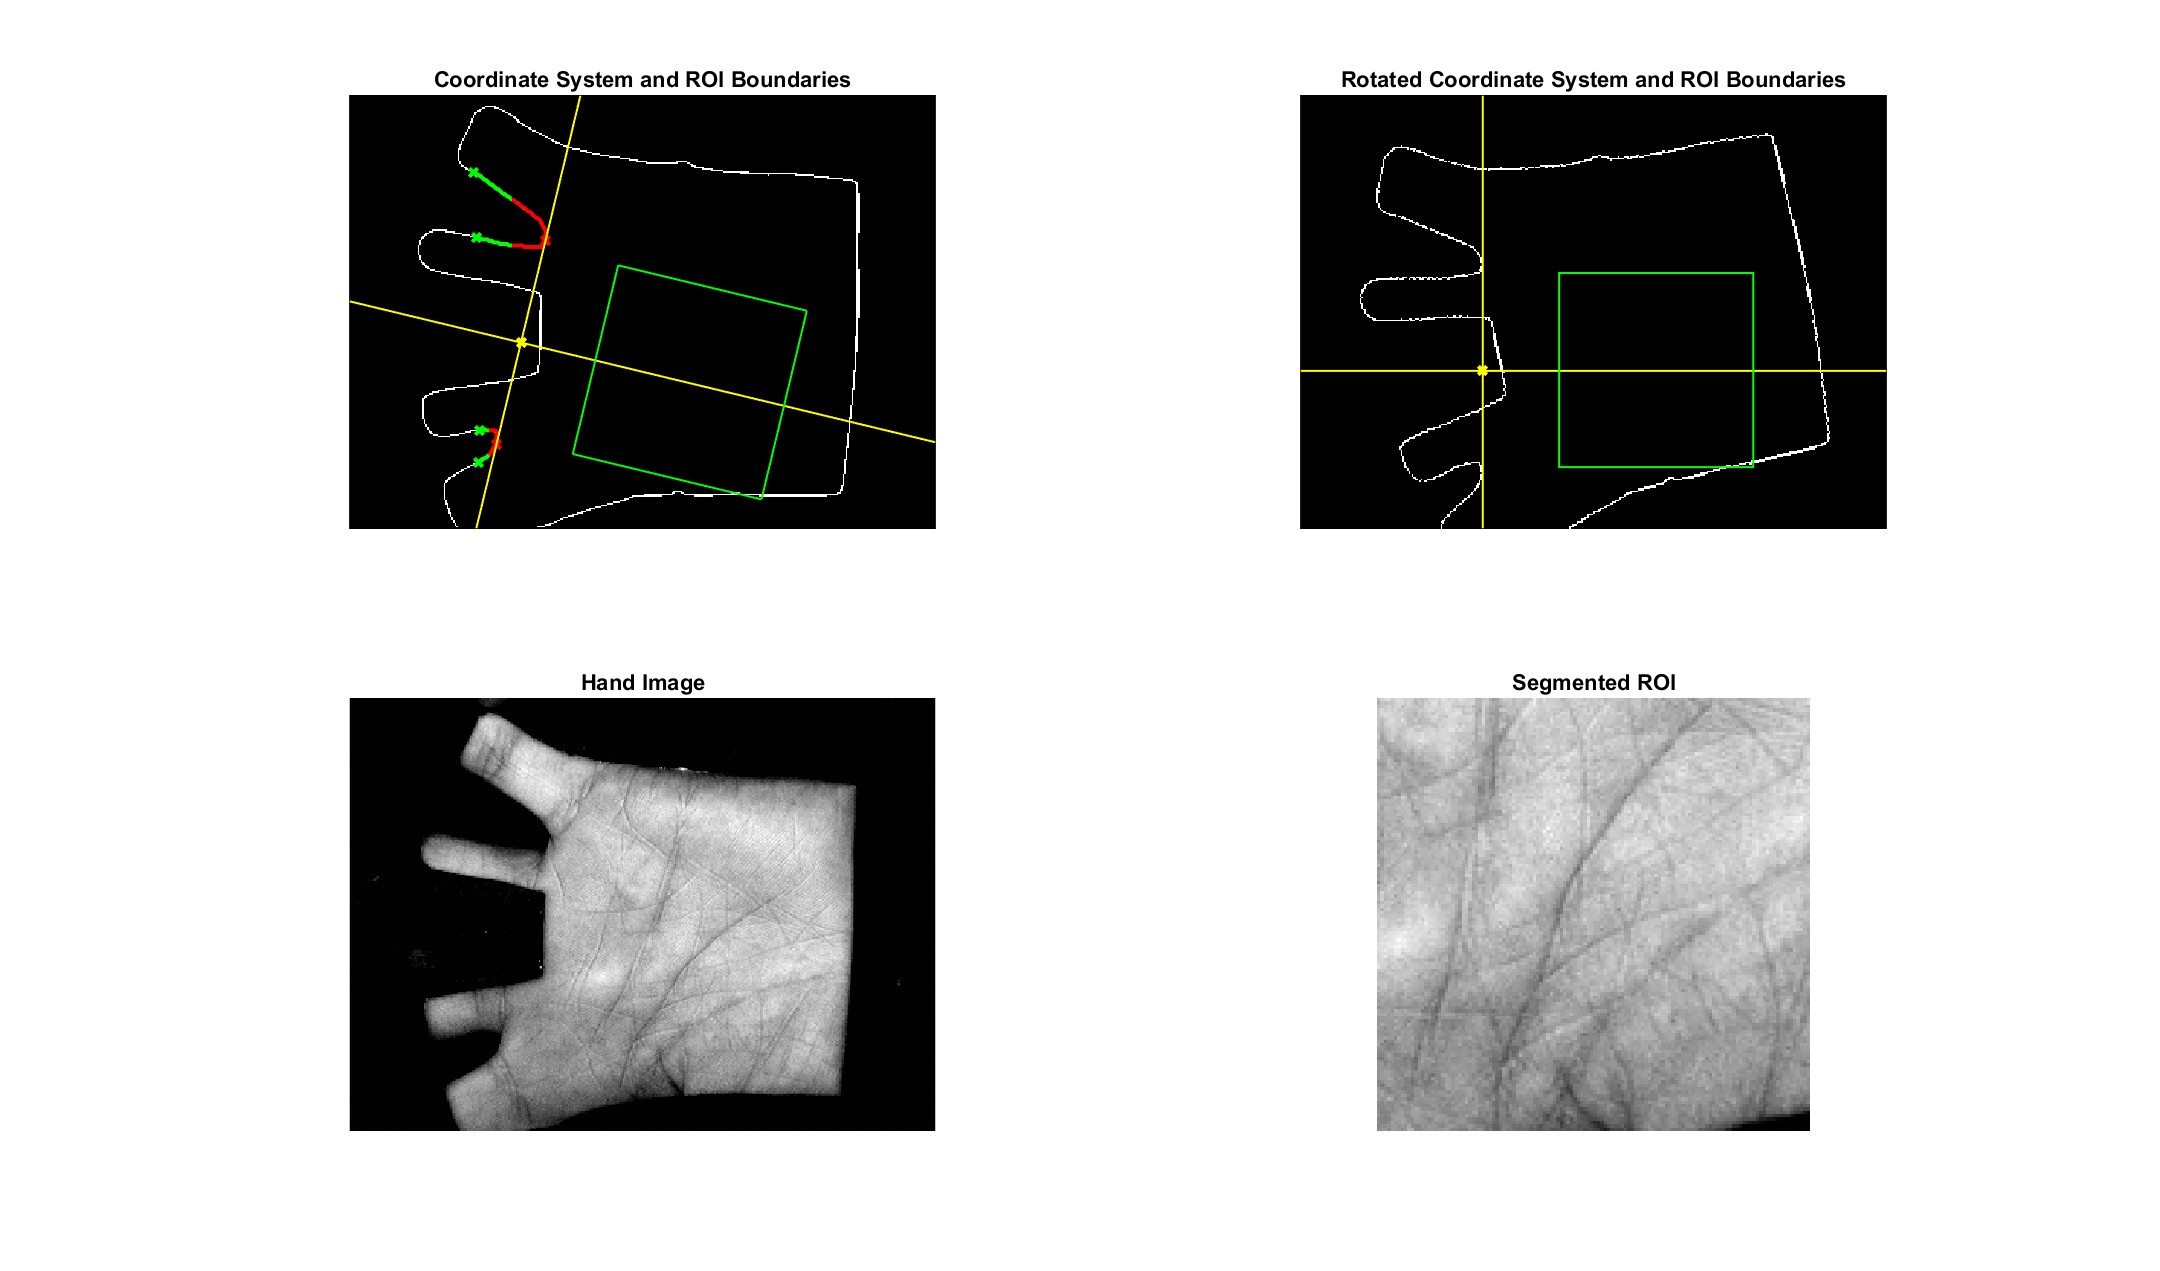 Coordinate System and ROI Boundaries
Rotated Coordinate System and ROI Boundaries
Hand Image
Segmented ROI